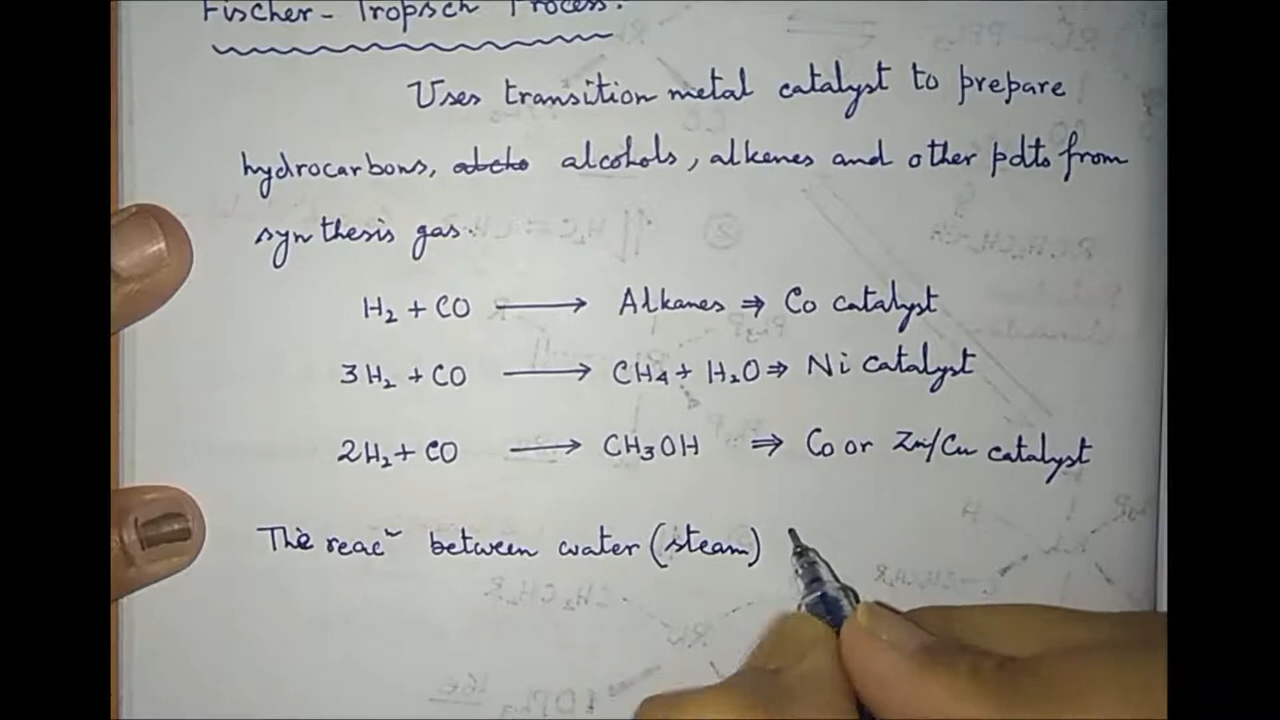 Fischer-Tropsch Process.
Uses transition metal catalyst to prepare
hydrocarbons, alcohols, alkenes and other pdts from
synthesis gas.
H₂ + CO ⟶ Alkanes ⇒ Co catalyst
3H₂ + CO ⟶ CH4 + H₂O ⇒ Ni catalyst
2H₂ + CO ⟶ CH3OH ⇒ Co or Zn/Cu catalyst
The reac~ between water (steam)